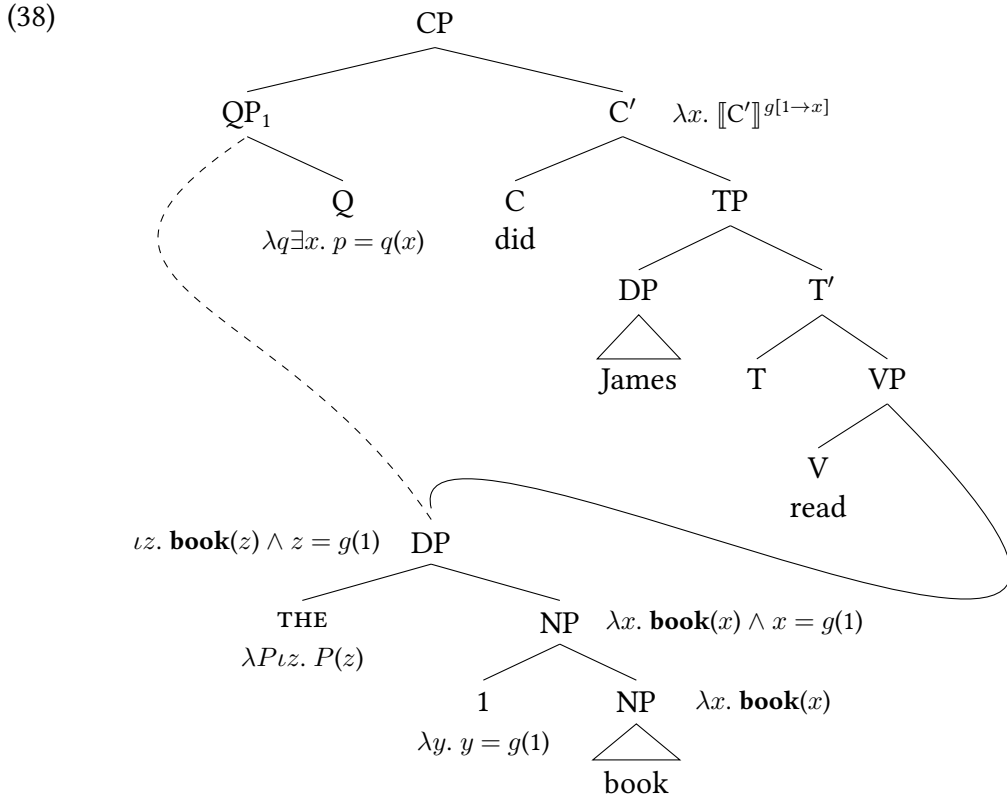 (38)
CP
QP₁ C′ λx. ⟦C′⟧^{g[1→x]}
Q C TP
λq∃x. p = q(x) did
DP T′
James T VP
V
read
ιz. book(z) ∧ z = g(1) DP
THE NP λx. book(x) ∧ x = g(1)
λPιz. P(z)
1 NP λx. book(x)
λy. y = g(1)
book